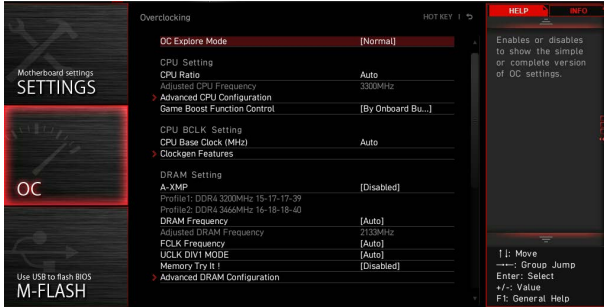 Motherboard settings
SETTINGS
OC
Use USB to flash BIOS
M-FLASH
Overclocking
HOT KEY |
OC Explore Mode [Normal]
CPU Setting
CPU Ratio Auto
Adjusted CPU Frequency 3300MHz
Advanced CPU Configuration
Game Boost Function Control [By Onboard Bu...]
CPU BCLK Setting
CPU Base Clock (MHz) Auto
Clockgen Features
DRAM Setting
A-XMP [Disabled]
Profile1: DDR4 3200MHz 15-17-17-39
Profile2: DDR4 3466MHz 16-18-18-40
DRAM Frequency [Auto]
Adjusted DRAM Frequency 2133MHz
FCLK Frequency [Auto]
UCLK DIV1 MODE [Auto]
Memory Try It ! [Disabled]
Advanced DRAM Configuration
HELP
INFO
Enables or disables
to show the simple
or complete version
of OC settings.
↑↓: Move
→←: Group Jump
Enter: Select
+/-: Value
F1: General Help